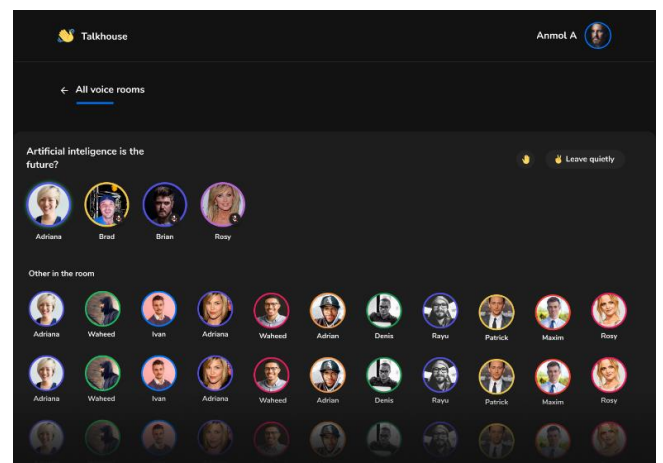 Talkhouse
Anmol A
← All voice rooms
Artificial inteligence is the
future?
Leave quietly
Adriana Brad Brian Rosy
Other in the room
Adriana Waheed Ivan Adriana Waheed Adrian Denis Rayu Patrick Maxim Rosy
Adriana Waheed Ivan Adriana Waheed Adrian Denis Rayu Patrick Maxim Rosy